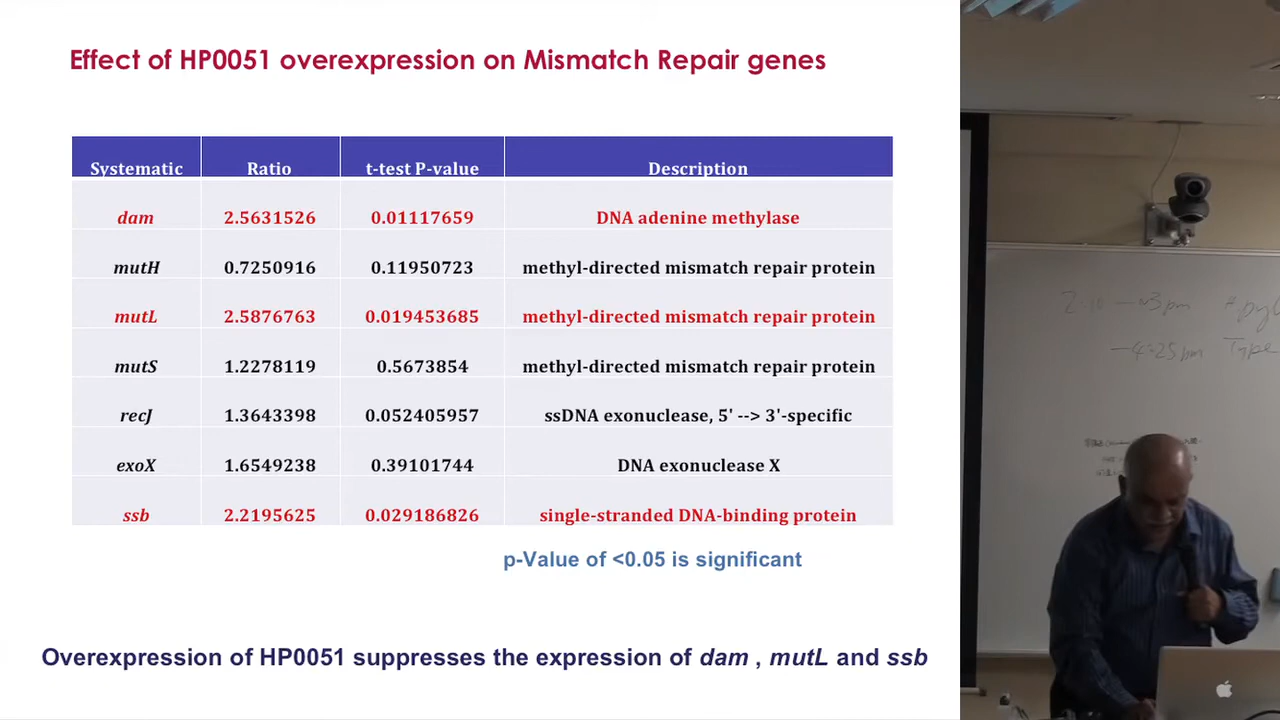 Effect of HP0051 overexpression on Mismatch Repair genes
Systematic Ratio t-test P-value Description
dam 2.5631526 0.01117659 DNA adenine methylase
mutH 0.7250916 0.11950723 methyl-directed mismatch repair protein
mutL 2.5876763 0.019453685 methyl-directed mismatch repair protein
mutS 1.2278119 0.5673854 methyl-directed mismatch repair protein
recJ 1.3643398 0.052405957 ssDNA exonuclease, 5' --> 3'-specific
exoX 1.6549238 0.39101744 DNA exonuclease X
ssb 2.2195625 0.029186826 single-stranded DNA-binding protein
p-Value of <0.05 is significant
Overexpression of HP0051 suppresses the expression of dam , mutL and ssb
Type